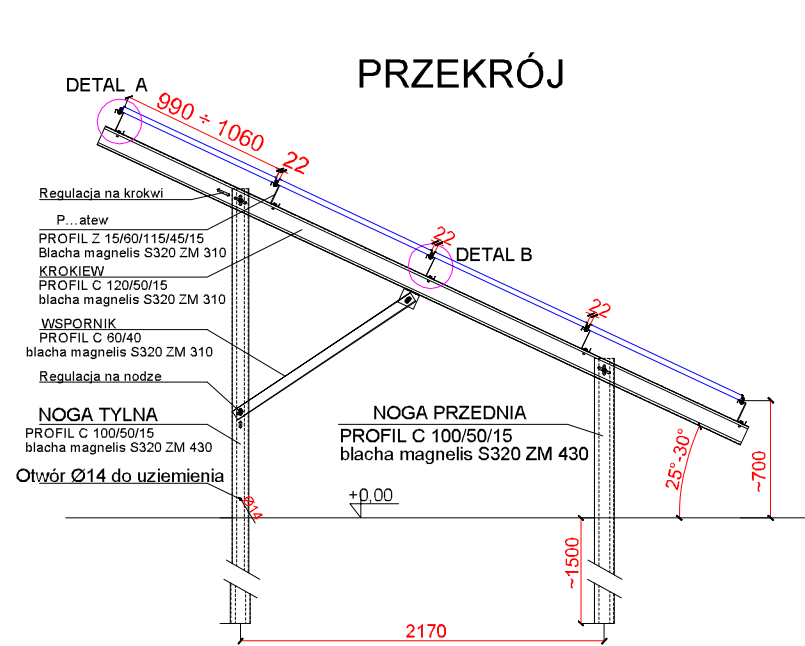 PRZEKRÓJ
DETAL A
990 ÷ 1060
22
Regulacja na krokwi
P...atew
PROFIL Z 15/60/115/45/15
Blacha magnelis S320 ZM 310
22
DETAL B
KROKIEW
PROFIL C 120/50/15
blacha magnelis S320 ZM 310
22
WSPORNIK
PROFIL C 60/40
blacha magnelis S320 ZM 310
Regulacja na nodze
NOGA TYLNA
PROFIL C 100/50/15
blacha magnelis S320 ZM 430
NOGA PRZEDNIA
PROFIL C 100/50/15
blacha magnelis S320 ZM 430
25°-30°
~700
Otwór Ø14 do uziemienia
Ø14
+0,00
~1500
2170